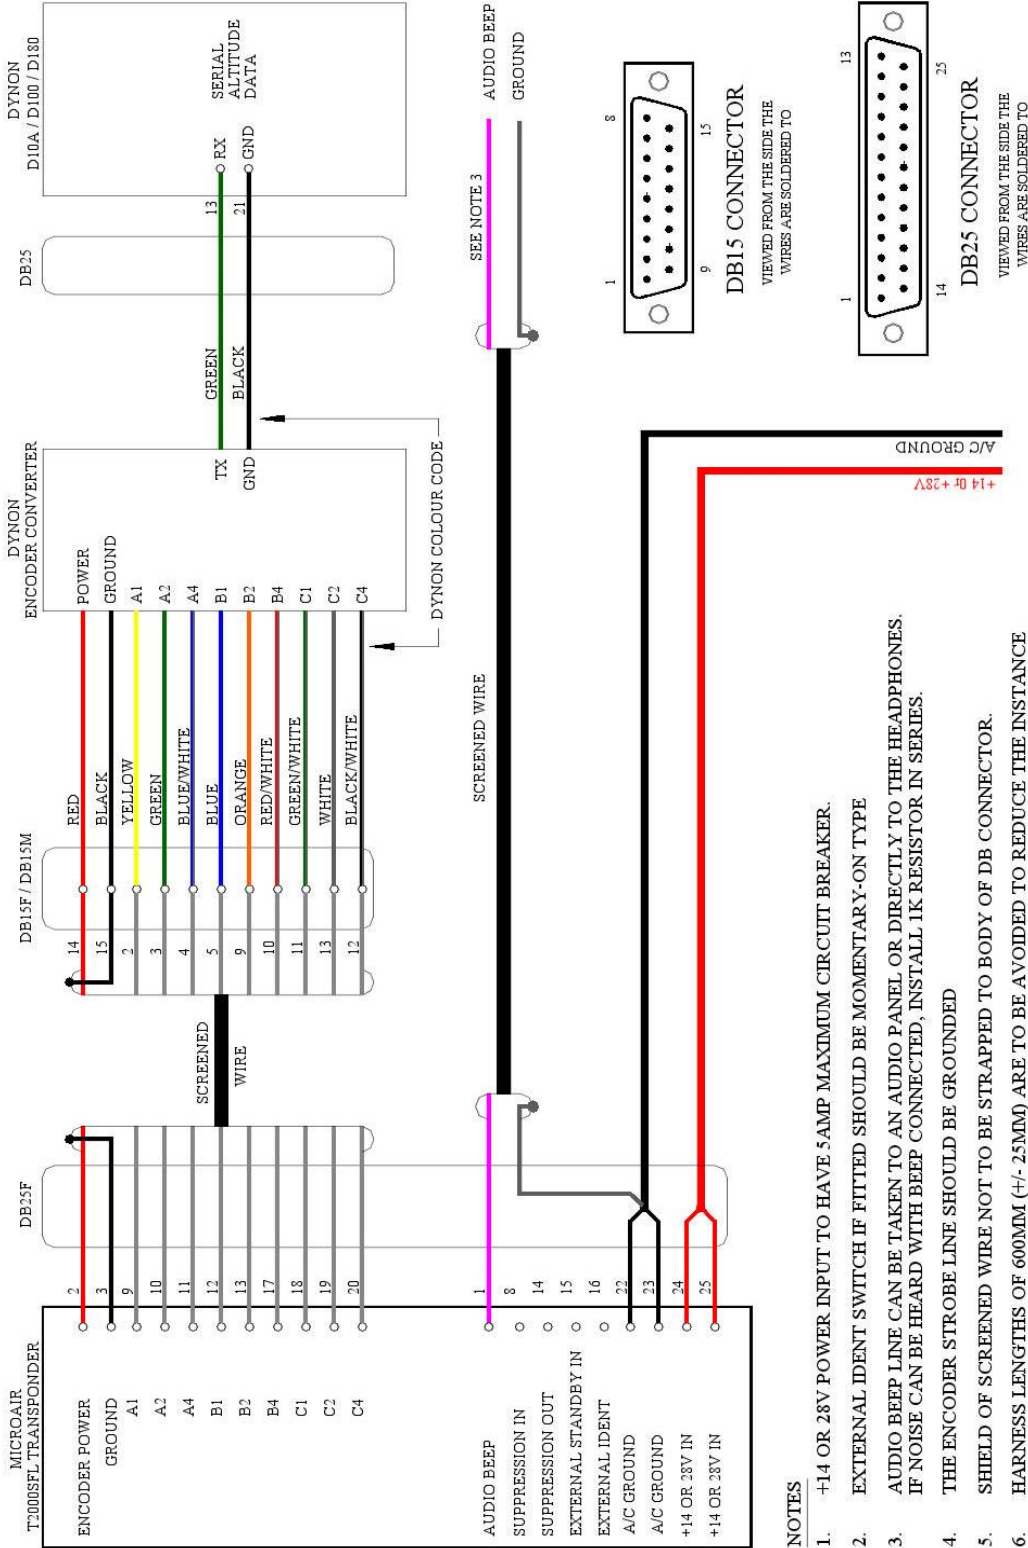 MICROAIR
T2000SFL TRANSPONDER
ENCODER POWER
GROUND
A1
A2
A4
B1
B2
B4
C1
C2
C4
AUDIO BEEP
SUPPRESSION IN
SUPPRESSION OUT
EXTERNAL STANDBY IN
EXTERNAL IDENT
A/C GROUND
A/C GROUND
+14 OR 28V IN
+14 OR 28V IN
2
3
9
10
11
12
13
17
18
19
20
1
8
14
15
16
22
23
24
25
DB25F
SCREENED
WIRE
DB15F / DB15M
14
15
2
3
4
5
9
10
11
13
12
RED
BLACK
YELLOW
GREEN
BLUE/WHITE
BLUE
ORANGE
RED/WHITE
GREEN/WHITE
WHITE
BLACK/WHITE
DYNON
ENCODER CONVERTER
POWER
GROUND
A1
A2
A4
B1
B2
B4
C1
C2
C4
TX
GND
DYNON COLOUR CODE
GREEN
BLACK
DB25
13
21
DYNON
D10A / D100 / D180
RX
GND
SERIAL
ALTITUDE
DATA
SCREENED WIRE
SEE NOTE 3
AUDIO BEEP
GROUND
A/C GROUND
+14 0r +28V
1
8
9
15
DB15 CONNECTOR
VIEWED FROM THE SIDE THE
WIRES ARE SOLDERED TO
1
13
14
25
DB25 CONNECTOR
VIEWED FROM THE SIDE THE
WIRES ARE SOLDERED TO
NOTES
1. +14 OR 28V POWER INPUT TO HAVE 5AMP MAXIMUM CIRCUIT BREAKER.
2. EXTERNAL IDENT SWITCH IF FITTED SHOULD BE MOMENTARY-ON TYPE
3. AUDIO BEEP LINE CAN BE TAKEN TO AN AUDIO PANEL OR DIRECTLY TO THE HEADPHONES.
IF NOISE CAN BE HEARD WITH BEEP CONNECTED, INSTALL 1K RESISTOR IN SERIES.
4. THE ENCODER STROBE LINE SHOULD BE GROUNDED
5. SHIELD OF SCREENED WIRE NOT TO BE STRAPPED TO BODY OF DB CONNECTOR.
6. HARNESS LENGTHS OF 600MM (+/- 25MM) ARE TO BE AVOIDED TO REDUCE THE INSTANCE